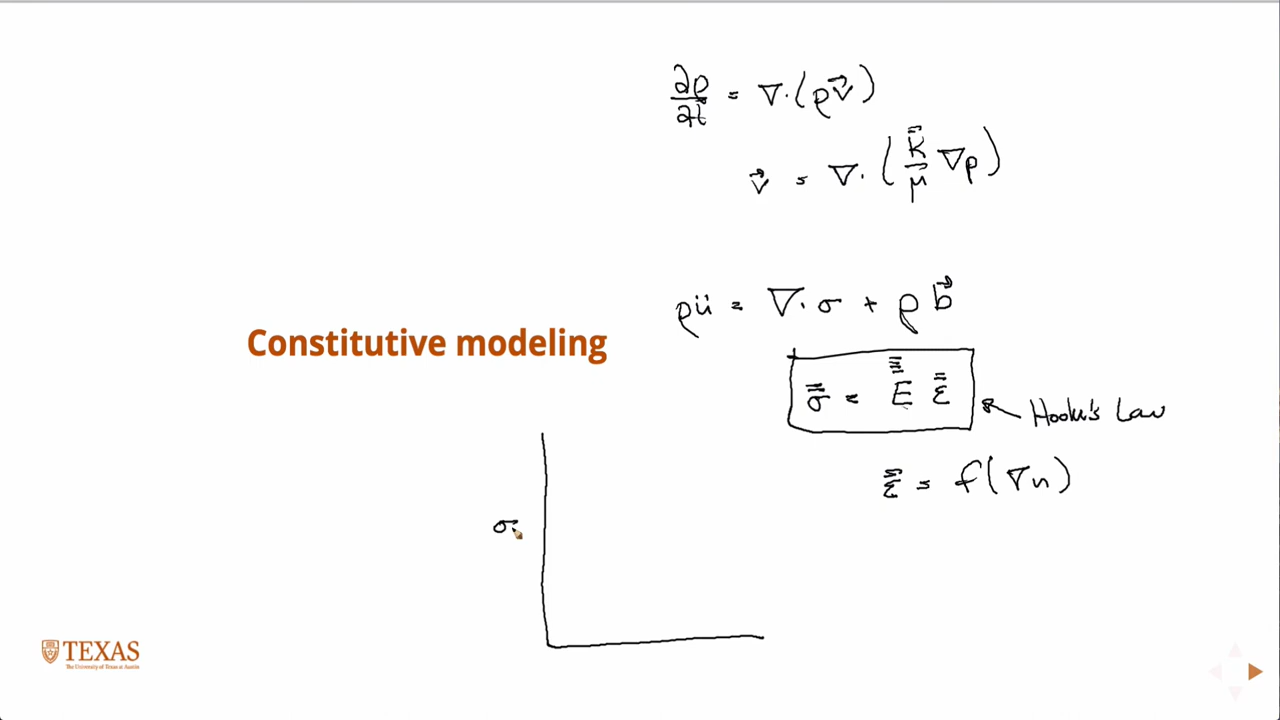 ∂ρ/∂t = ∇·(ρv⃗)
v⃗ = ∇·(K̿/μ ∇p)
ρü = ∇·σ + ρb⃗
Constitutive modeling
σ̿ = E ε̿
Hooke's Law
ε̿ = f(∇u)
σ
TEXAS
The University of Texas at Austin